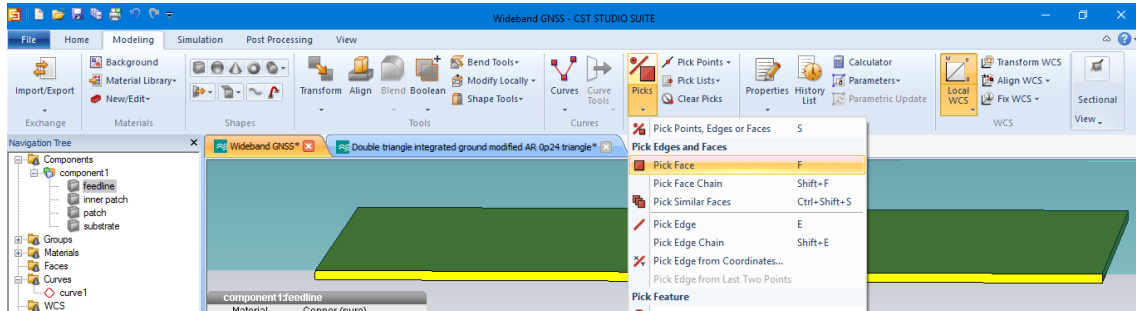 Wideband GNSS - CST STUDIO SUITE
File Home Modeling Simulation Post Processing View
Import/Export
Exchange
Background
Material Library
New/Edit
Materials
Shapes
Transform Align Blend Boolean
Bend Tools
Modify Locally
Shape Tools
Tools
Curves Curve Tools
Curves
Picks
Pick Points
Pick Lists
Clear Picks
Properties History List
Calculator
Parameters
Parametric Update
Local WCS
Transform WCS
Align WCS
Fix WCS
WCS
Sectional
View
Navigation Tree
Components
component1
feedline
inner patch
patch
substrate
Groups
Materials
Faces
Curves
curve1
WCS
Wideband GNSS*
Double triangle integrated ground modified AR 0p24 triangle*
Pick Points, Edges or Faces S
Pick Edges and Faces
Pick Face F
Pick Face Chain Shift+F
Pick Similar Faces Ctrl+Shift+S
Pick Edge E
Pick Edge Chain Shift+E
Pick Edge from Coordinates...
Pick Edge from Last Two Points
Pick Feature
component1:feedline
Material Copper (pure)